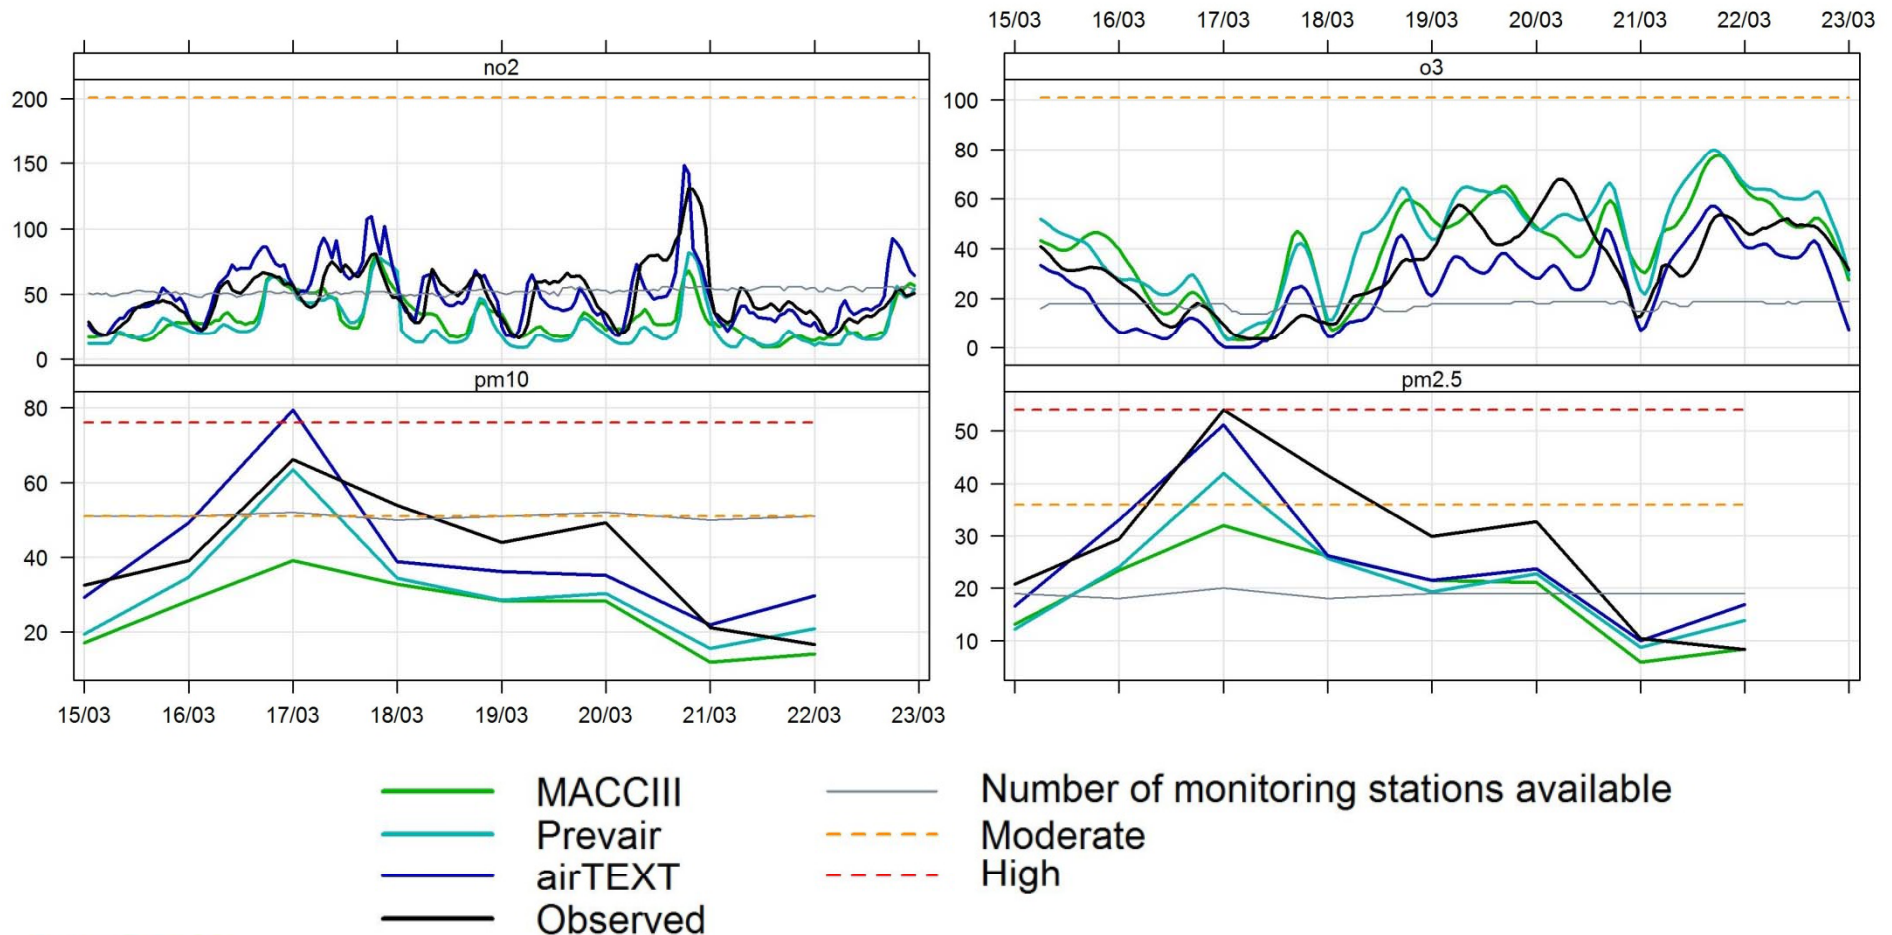 15/03 16/03 17/03 18/03 19/03 20/03 21/03 22/03 23/03
no2
200
150
100
50
0
o3
100
80
60
40
20
0
pm10
80
60
40
20
pm2.5
50
40
30
20
10
15/03 16/03 17/03 18/03 19/03 20/03 21/03 22/03 23/03
MACCIII
Prevair
airTEXT
Observed
Number of monitoring stations available
Moderate
High